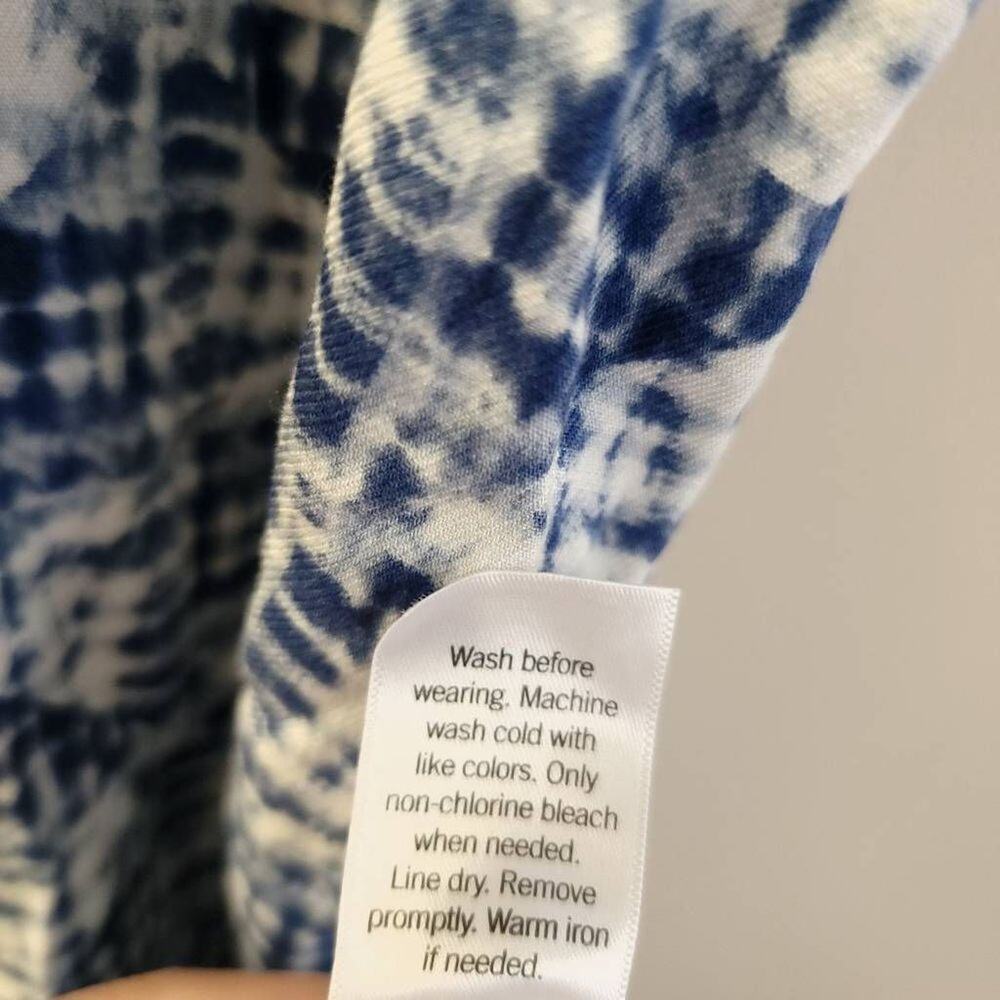 Wash before
wearing. Machine
wash cold with
like colors. Only
non-chlorine bleach
when needed.
Line dry. Remove
promptly. Warm iron
if needed.